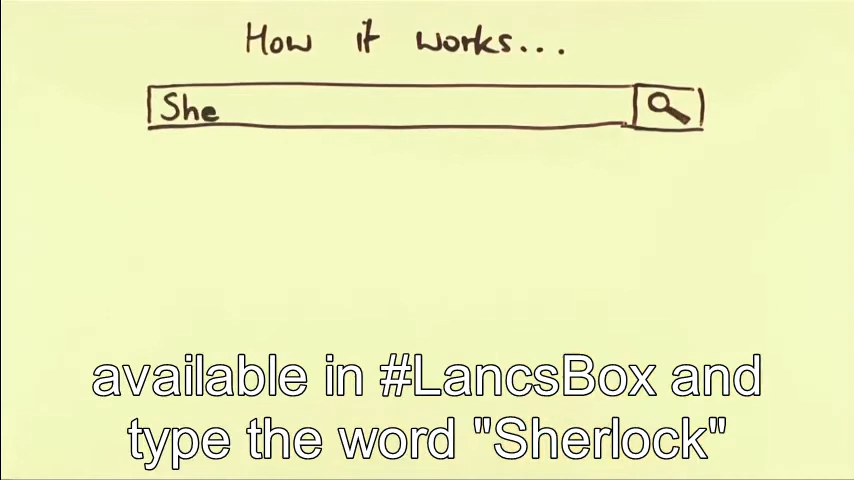 How it works...
She
available in #LancsBox and
type the word "Sherlock"